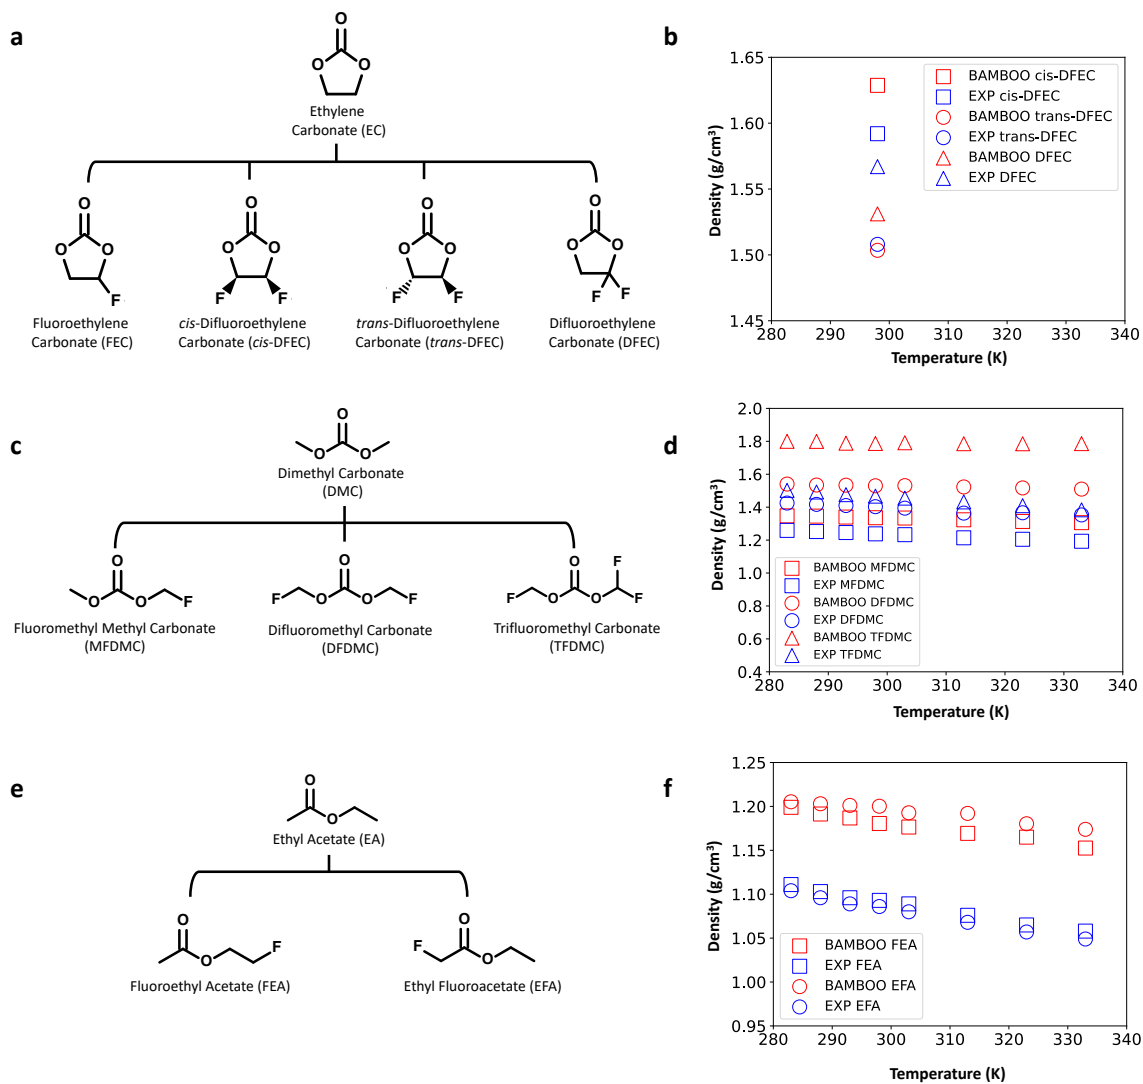 a
O
O
O
Ethylene
Carbonate (EC)
O
O
O
F
Fluoroethylene
Carbonate (FEC)
O
O
O
F
F
cis-Difluoroethylene
Carbonate (cis-DFEC)
O
O
O
F
F
trans-Difluoroethylene
Carbonate (trans-DFEC)
O
O
O
F
F
Difluoroethylene
Carbonate (DFEC)
b
Density (g/cm³)
1.65
1.60
1.55
1.50
1.45
280 290 300 310 320 330 340
Temperature (K)
BAMBOO cis-DFEC
EXP cis-DFEC
BAMBOO trans-DFEC
EXP trans-DFEC
BAMBOO DFEC
EXP DFEC
c
O
O
O
Dimethyl Carbonate
(DMC)
O
O
O
F
Fluoromethyl Methyl Carbonate
(MFDMC)
O
F
O
O
F
Difluromethyl Carbonate
(DFDMC)
O
F
F
O
O
F
Trifluromethyl Carbonate
(TFDMC)
d
Density (g/cm³)
2.0
1.8
1.6
1.4
1.2
1.0
0.8
0.6
0.4
280 290 300 310 320 330 340
Temperature (K)
BAMBOO MFDMC
EXP MFDMC
BAMBOO DFDMC
EXP DFDMC
BAMBOO TFDMC
EXP TFDMC
e
O
O
Ethyl Acetate (EA)
O
O
F
Fluoroethyl Acetate (FEA)
O
F
O
Ethyl Fluoroacetate (EFA)
f
Density (g/cm³)
1.25
1.20
1.15
1.10
1.05
1.00
0.95
280 290 300 310 320 330 340
Temperature (K)
BAMBOO FEA
EXP FEA
BAMBOO EFA
EXP EFA